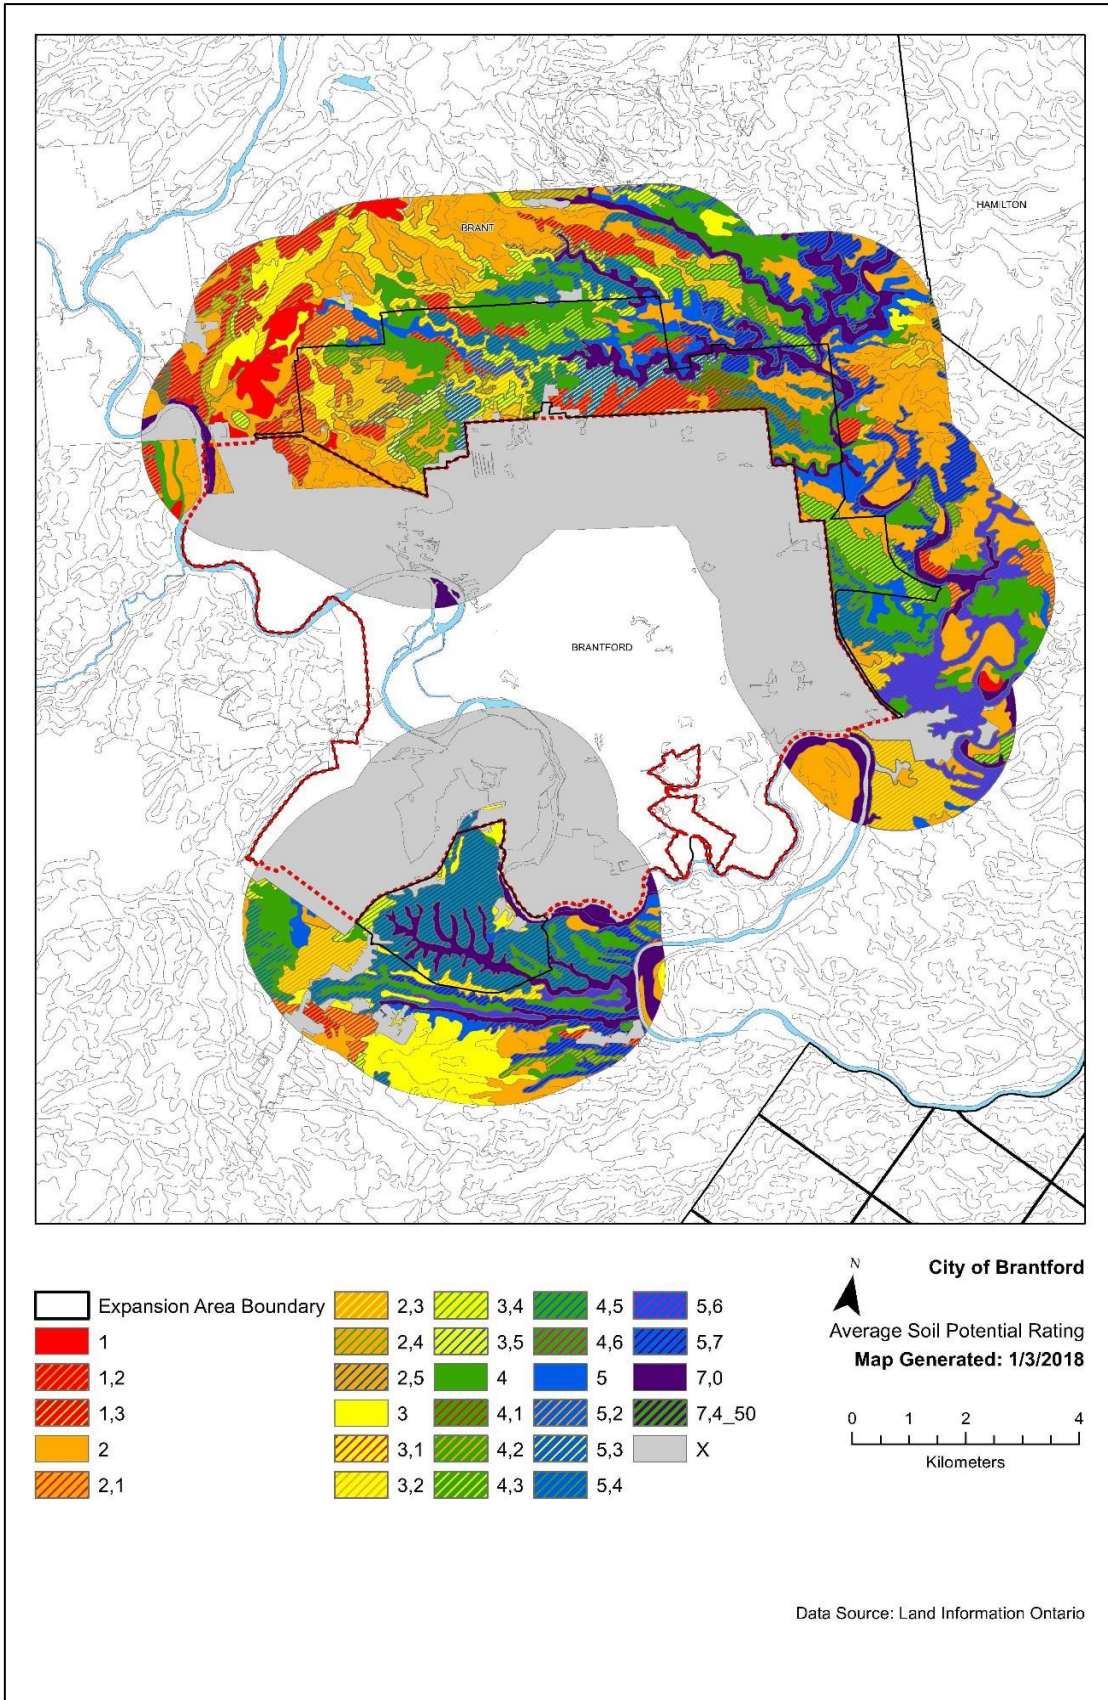 HAMILTON
BRANT
BRANTFORD
Expansion Area Boundary
1
1,2
1,3
2
2,1
2,3
2,4
2,5
3
3,1
3,2
3,4
3,5
4
4,1
4,2
4,3
4,5
4,6
5
5,2
5,3
5,4
5,6
5,7
7,0
7,4_50
X
N
City of Brantford
Average Soil Potential Rating
Map Generated: 1/3/2018
0 1 2 4
Kilometers
Data Source: Land Information Ontario